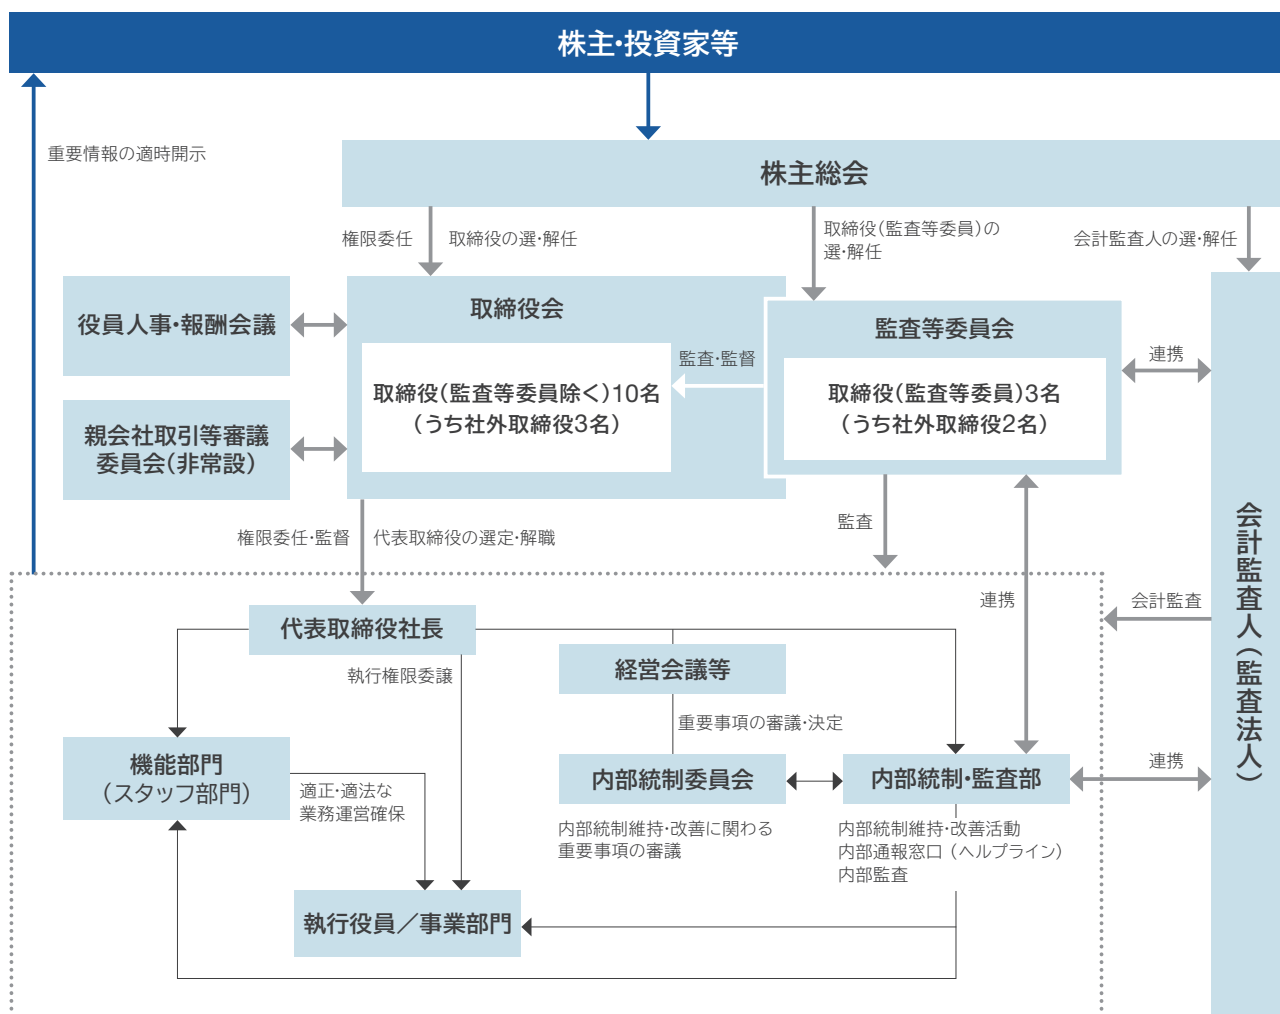 株主・投資家等
重要情報の適時開示
株主総会
権限委任
取締役の選・解任
取締役（監査等委員）の
選・解任
会計監査人の選・解任
役員人事・報酬会議
取締役会
監査等委員会
連携
監査・監督
取締役（監査等委員除く）10名
（うち社外取締役3名）
取締役（監査等委員）3名
（うち社外取締役2名）
親会社取引等審議
委員会（非常設）
権限委任・監督
代表取締役の選定・解職
監査
会計監査人（監査法人）
連携
会計監査
代表取締役社長
執行権限委譲
経営会議等
重要事項の審議・決定
機能部門
（スタッフ部門）
適正・適法な
業務運営確保
内部統制委員会
内部統制・監査部
連携
内部統制維持・改善に関わる
重要事項の審議
内部統制維持・改善活動
内部通報窓口（ヘルプライン）
内部監査
執行役員／事業部門